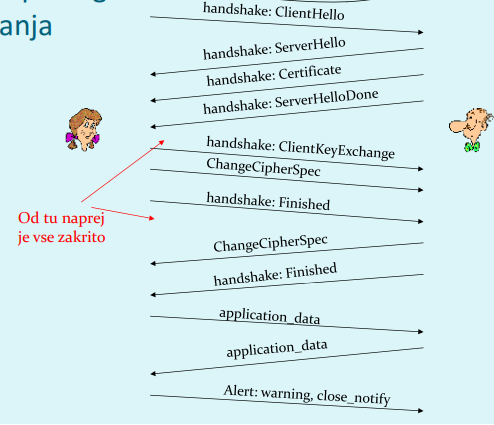 anja
handshake: ClientHello
handshake: ServerHello
handshake: Certificate
handshake: ServerHelloDone
handshake: ClientKeyExchange
ChangeCipherSpec
handshake: Finished
Od tu naprej
je vse zakrito
ChangeCipherSpec
handshake: Finished
application_data
application_data
Alert: warning, close_notify